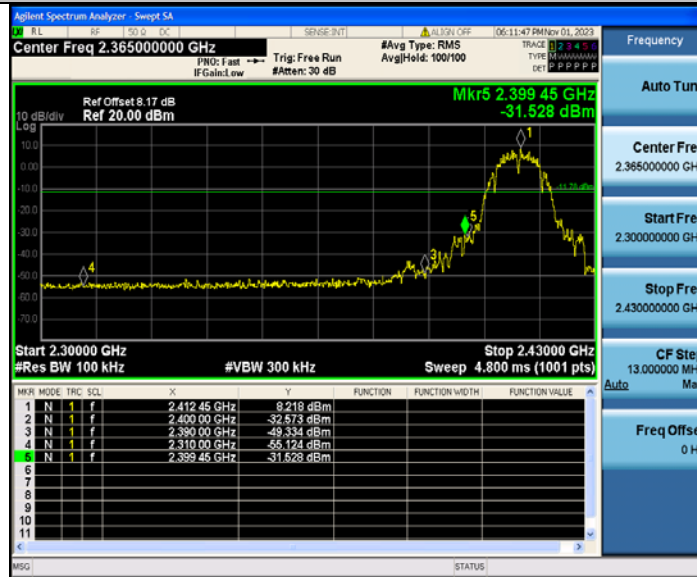 Agilent Spectrum Analyzer - Swept SA
RL RF 50 Ω DC SENSE:INT ALIGN OFF 06:11:47 PM Nov 01, 2023
Center Freq 2.365000000 GHz
PNO: Fast
IFGain:Low
Trig: Free Run
#Atten: 30 dB
#Avg Type: RMS
Avg|Hold: 100/100
TRACE 1 2 3 4 5 6
TYPE MWWWWW
DET P P P P P P
Ref Offset 8.17 dB
10 dB/div Ref 20.00 dBm
Log
Mkr5 2.399 45 GHz
-31.528 dBm
10.0
0.00
-10.0
-20.0
-30.0
-40.0
-50.0
-60.0
-70.0
1
-11.78 dBm
5
3
4
Start 2.30000 GHz Stop 2.43000 GHz
#Res BW 100 kHz #VBW 300 kHz Sweep 4.800 ms (1001 pts)
MKR MODE TRC SCL X Y FUNCTION FUNCTION WIDTH FUNCTION VALUE
1 N 1 f 2.412 45 GHz 8.218 dBm
2 N 1 f 2.400 00 GHz -32.573 dBm
3 N 1 f 2.390 00 GHz -49.334 dBm
4 N 1 f 2.310 00 GHz -55.124 dBm
5 N 1 f 2.399 45 GHz -31.528 dBm
6
7
8
9
10
11
MSG STATUS
Frequency
Auto Tun
Center Fre
2.365000000 GH
Start Fre
2.300000000 GH
Stop Fre
2.430000000 GH
CF Ste
13.000000 MH
Auto Ma
Freq Offse
0 H